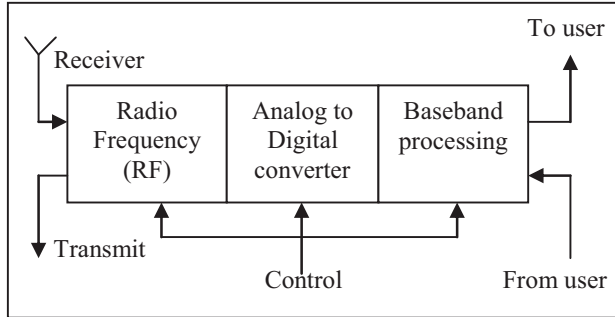 To user
Receiver
Radio
Frequency
(RF)
Analog to
Digital
converter
Baseband
processing
Transmit
Control
From user